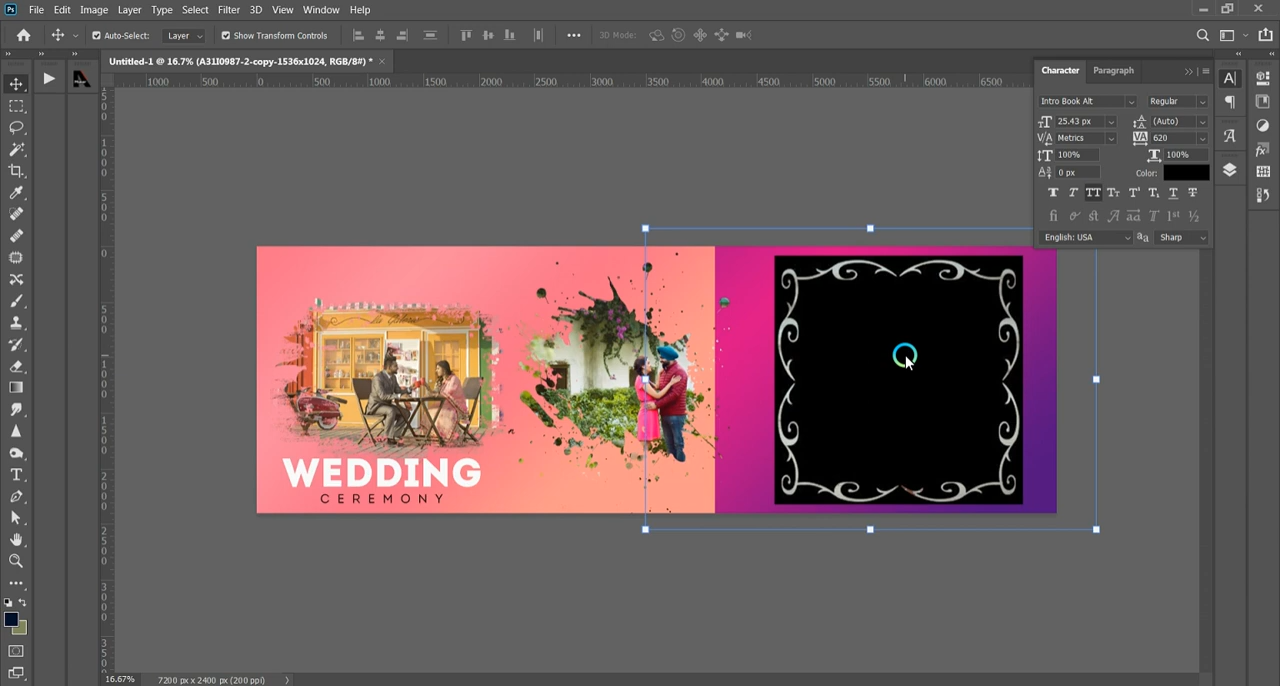 Ps File Edit Image Layer Type Select Filter 3D View Window Help
Auto-Select: Layer Show Transform Controls 3D Mode:
Untitled-1 @ 16.7% (A31I0987-2-copy-1536x1024, RGB/8#) *
1000 500 0 500 1000 1500 2000 2500 3000 3500 4000 4500 5000 5500 6000 6500
Character Paragraph
Intro Book Alt Regular
25.43 px (Auto)
Metrics 620
100% 100%
0 px Color:
English: USA Sharp
WEDDING
CEREMONY
16.67% 7200 px x 2400 px (200 ppi)